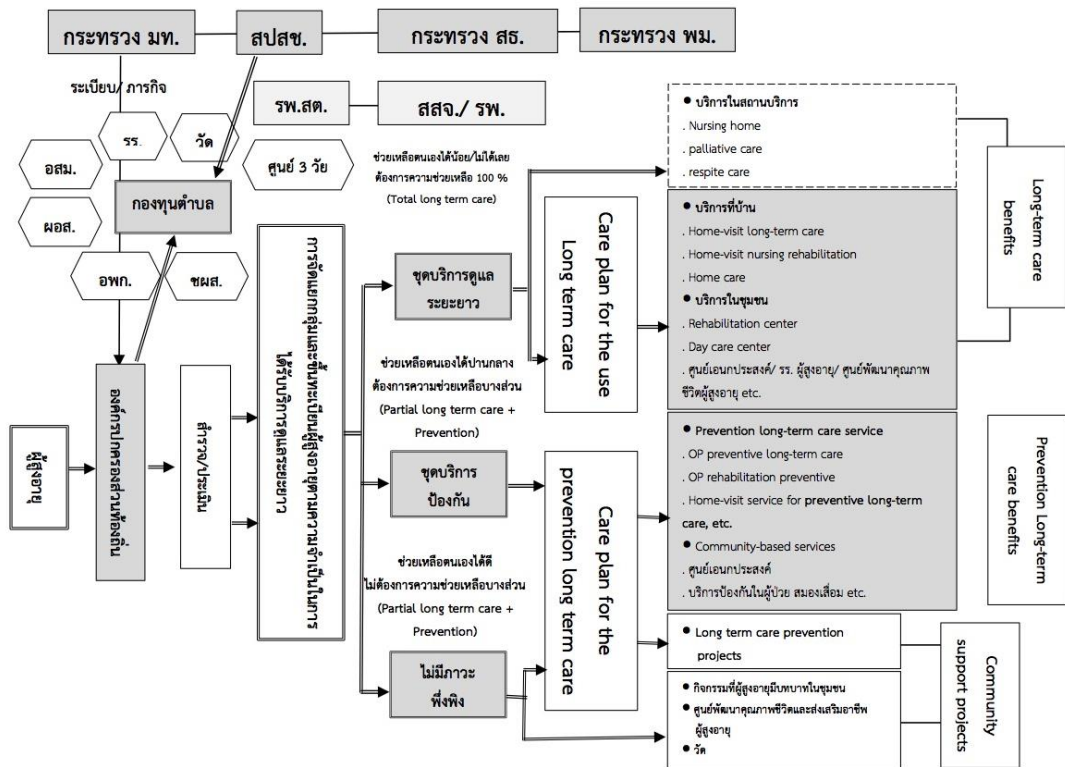 กระทรวง มท.
สปสช.
กระทรวง สธ.
กระทรวง พม.
ระเบียบ/ ภารกิจ
รพ.สต.
สสจ./ รพ.
รร.
วัด
อสม.
ศูนย์ 3 วัย
กองทุนตำบล
ผอส.
อพก.
ชผส.
ผู้สูงอายุ
องค์กรปกครองส่วนท้องถิ่น
สำรวจ/ประเมิน
การจัดแยกกลุ่มและขึ้นทะเบียนผู้สูงอายุตามความจำเป็นในการ
ได้รับบริการดูแลระยะยาว
ช่วยเหลือตนเองได้น้อย/ไม่ได้เลย
ต้องการความช่วยเหลือ 100 %
(Total long term care)
ชุดบริการดูแล
ระยะยาว
ช่วยเหลือตนเองได้ปานกลาง
ต้องการความช่วยเหลือบางส่วน
(Partial long term care +
Prevention)
ชุดบริการ
ป้องกัน
ช่วยเหลือตนเองได้ดี
ไม่ต้องการความช่วยเหลือบางส่วน
(Partial long term care +
Prevention)
ไม่มีภาวะ
พึ่งพิง
Care plan for the use
Long term care
Care plan for the
prevention long term care
● บริการในสถานบริการ
. Nursing home
. palliative care
. respite care
● บริการที่บ้าน
. Home-visit long-term care
. Home-visit nursing rehabilitation
. Home care
● บริการในชุมชน
. Rehabilitation center
. Day care center
. ศูนย์เอนกประสงค์/ รร. ผู้สูงอายุ/ ศูนย์พัฒนาคุณภาพ
ชีวิตผู้สูงอายุ etc.
● Prevention long-term care service
. OP preventive long-term care
. OP rehabilitation preventive
. Home-visit service for preventive long-term
care, etc.
● Community-based services
. ศูนย์เอนกประสงค์
. บริการป้องกันในผู้ป่วย สมองเสื่อม etc.
● Long term care prevention
projects
● กิจกรรมที่ผู้สูงอายุมีบทบาทในชุมชน
● ศูนย์พัฒนาคุณภาพชีวิตและส่งเสริมอาชีพ
ผู้สูงอายุ
● วัด
Long-term care
benefits
Prevention Long-term
care benefits
Community
support projects